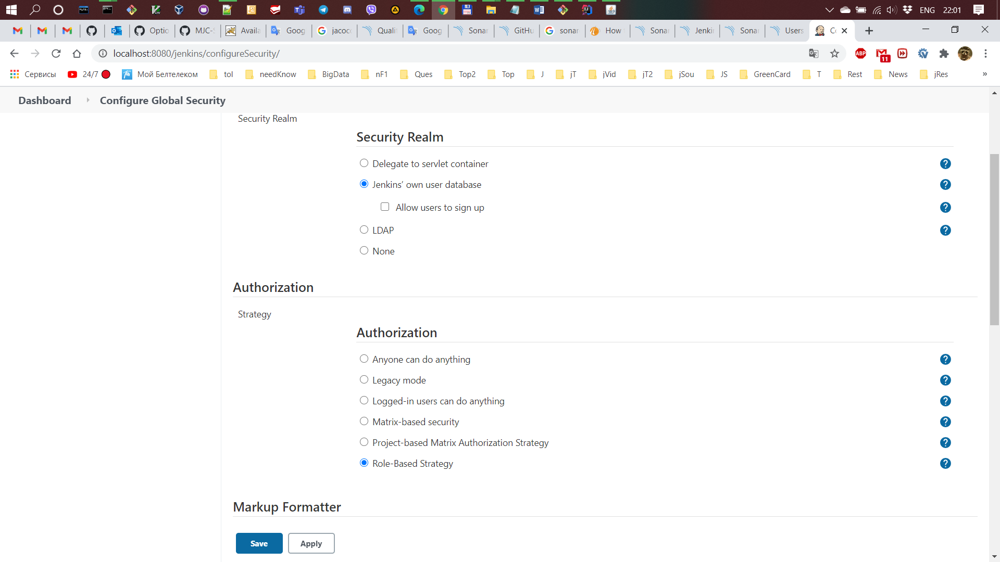 ENG 22:01
Optio
MJC-
Availa
Goog
jacoc
Quali
Goog
Sonar
GitHu
sonar
How
Sonar
Jenki
Sonar
Users
localhost:8080/jenkins/configureSecurity/
ABP
11
Сервисы
24/7
Мой Белтелеком
tol
needKnow
BigData
nF1
Ques
Top2
Top
J
jT
jVid
jT2
jSou
JS
GreenCard
T
Rest
News
jRes
»
Dashboard
Configure Global Security
Security Realm
Security Realm
Delegate to servlet container
Jenkins’ own user database
Allow users to sign up
LDAP
None
Authorization
Strategy
Authorization
Anyone can do anything
Legacy mode
Logged-in users can do anything
Matrix-based security
Project-based Matrix Authorization Strategy
Role-Based Strategy
Markup Formatter
Save
Apply